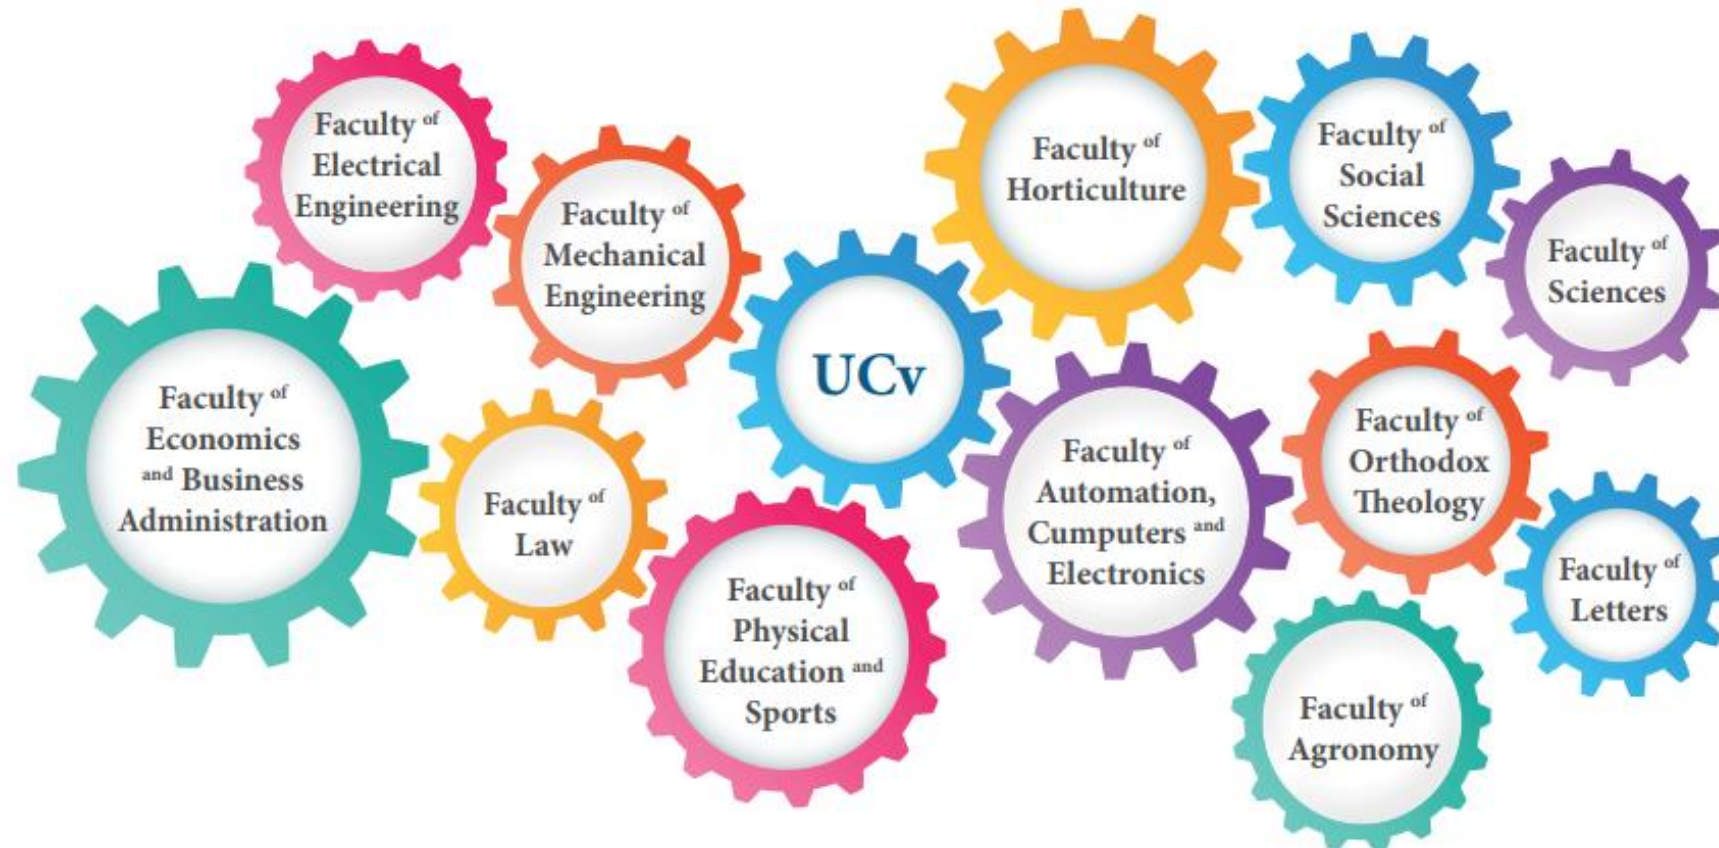 Faculty of
Electrical
Engineering
Faculty of
Mechanical
Engineering
Faculty of
Horticulture
Faculty of
Social
Sciences
Faculty of
Sciences
Faculty of
Economics
and Business
Administration
UCv
Faculty of
Law
Faculty of
Automation,
Cumputers and
Electronics
Faculty of
Orthodox
Theology
Faculty of
Physical
Education and
Sports
Faculty of
Letters
Faculty of
Agronomy